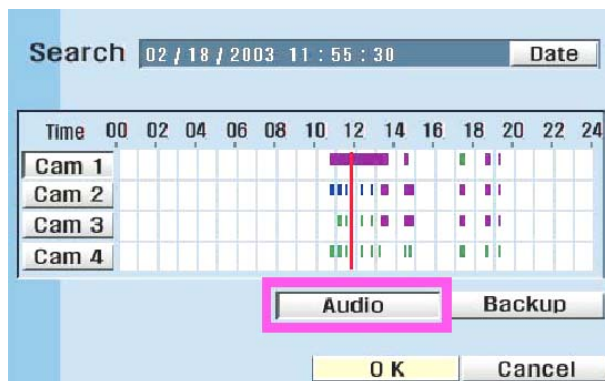 Search 02 / 18 / 2003 11 : 55 : 30 Date
Time 00 02 04 06 08 10 12 14 16 18 20 22 24
Cam 1
Cam 2
Cam 3
Cam 4
Audio Backup
OK Cancel